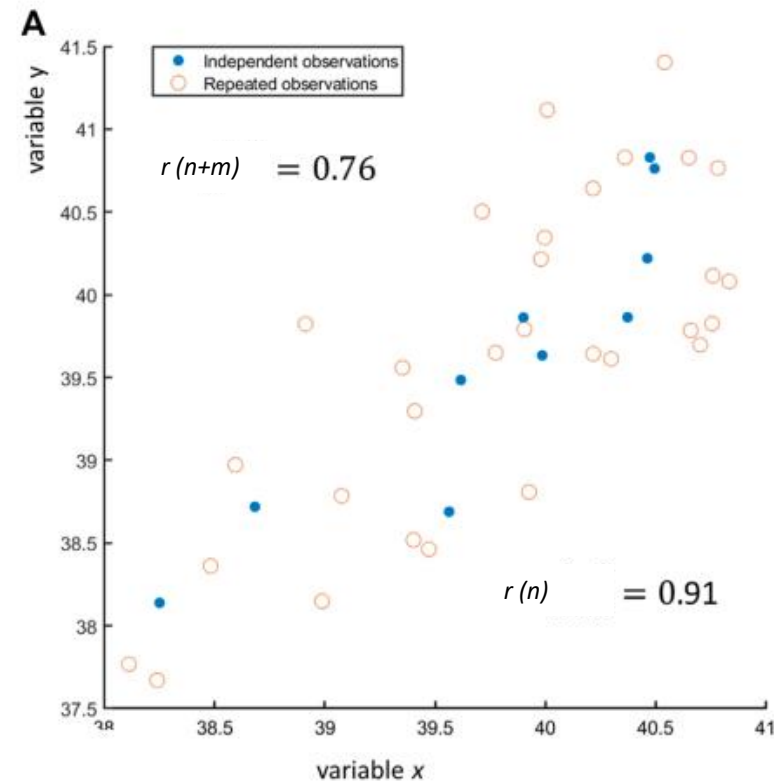 A
41.5
41
40.5
40
39.5
39
38.5
38
37.5
variable y
Independent observations
Repeated observations
r (n+m) = 0.76
r (n) = 0.91
38 38.5 39 39.5 40 40.5 41
variable x